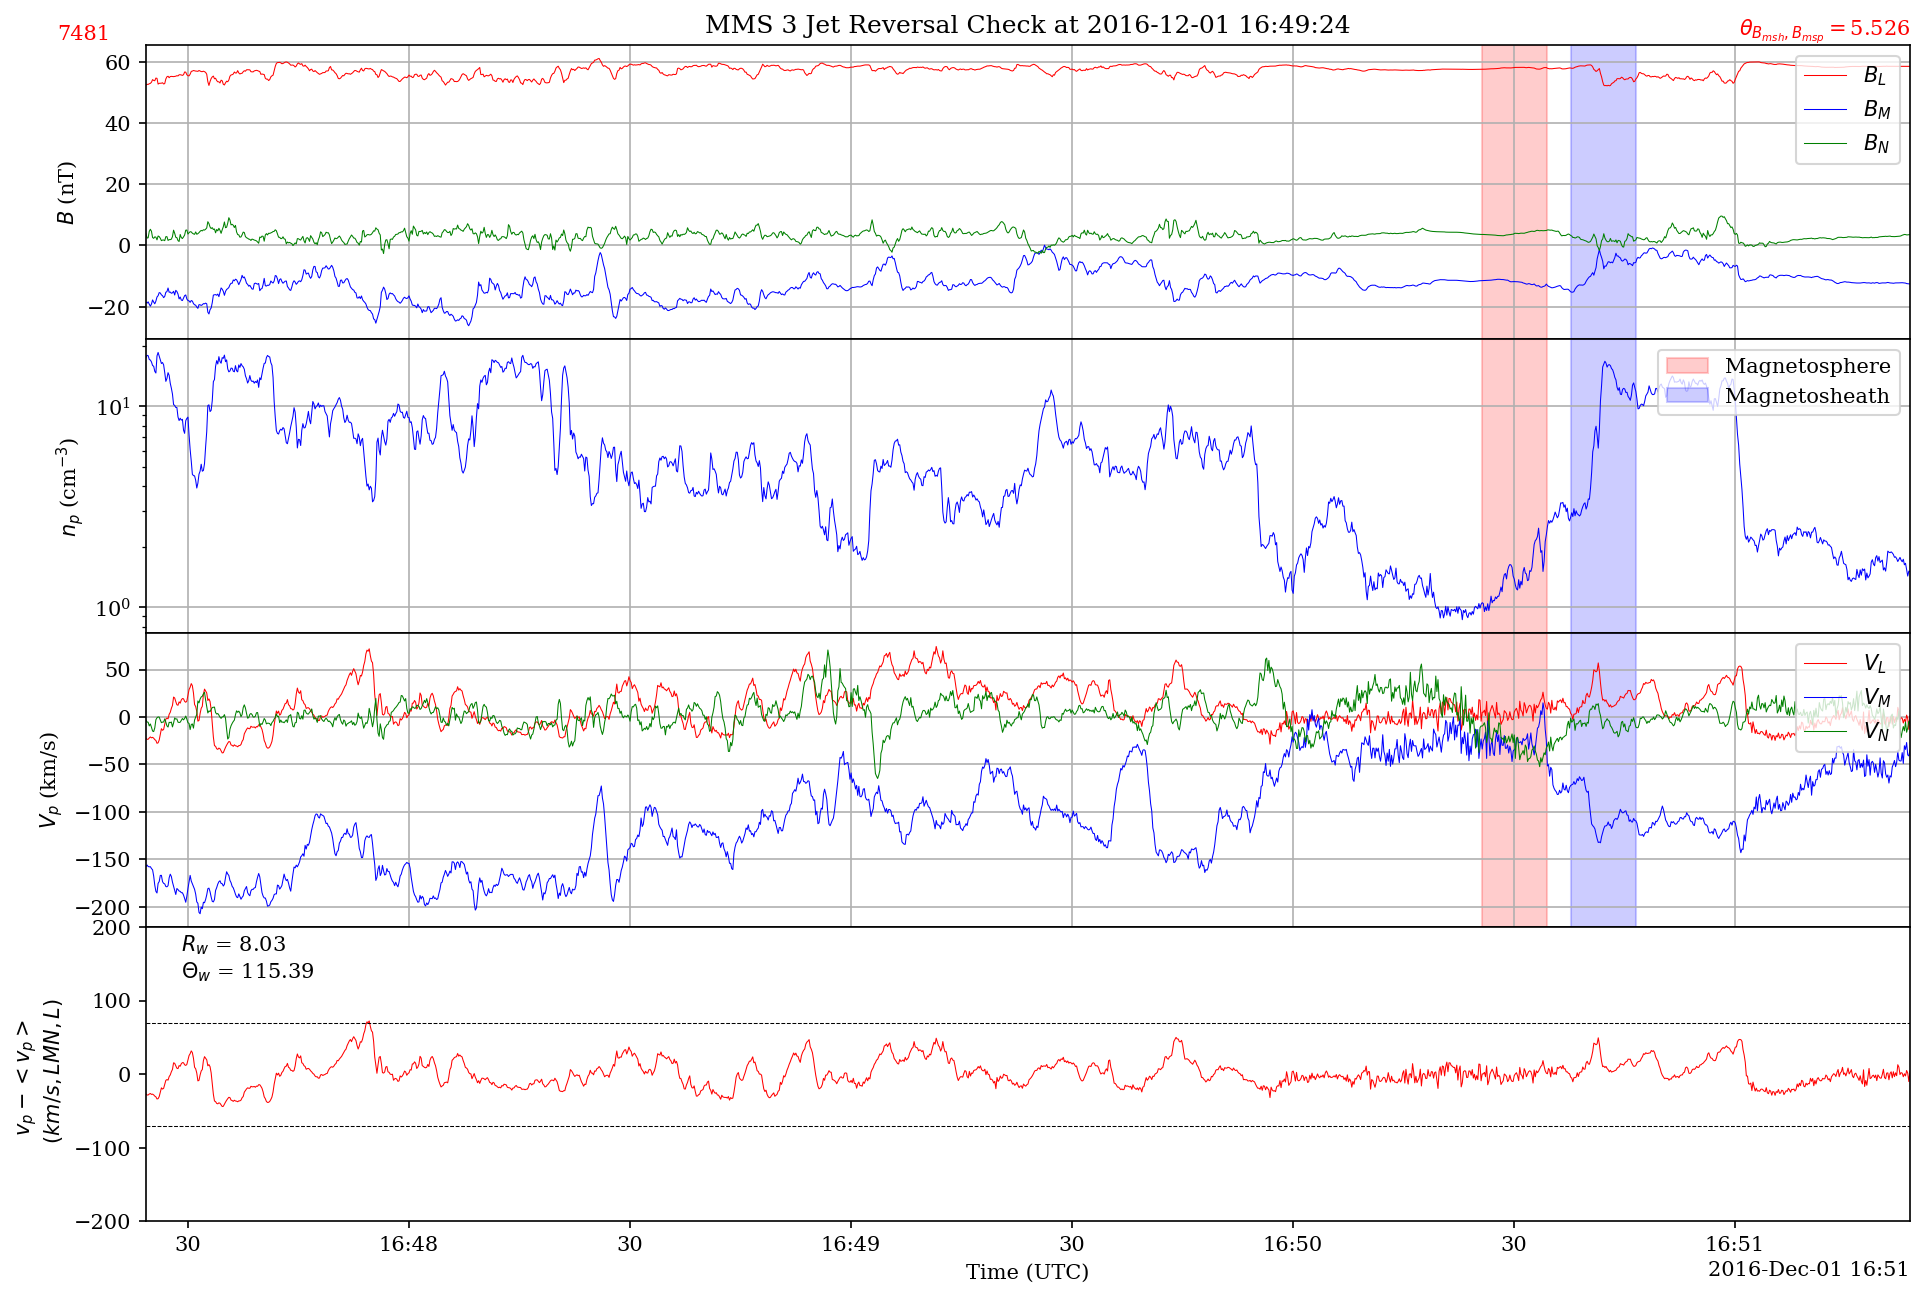 7481
MMS 3 Jet Reversal Check at 2016-12-01 16:49:24
θ_{B_{msh}, B_{msp}} = 5.526
60
40
20
0
−20
B (nT)
B_L
B_M
B_N
10^1
10^0
n_p (cm^{−3})
Magnetosphere
Magnetosheath
50
0
−50
−100
−150
−200
V_p (km/s)
V_L
V_M
V_N
200
100
0
−100
−200
v_p − <v_p>
(km/s, LMN, L)
R_w = 8.03
Θ_w = 115.39
30
16:48
30
16:49
30
16:50
30
16:51
Time (UTC)
2016-Dec-01 16:51